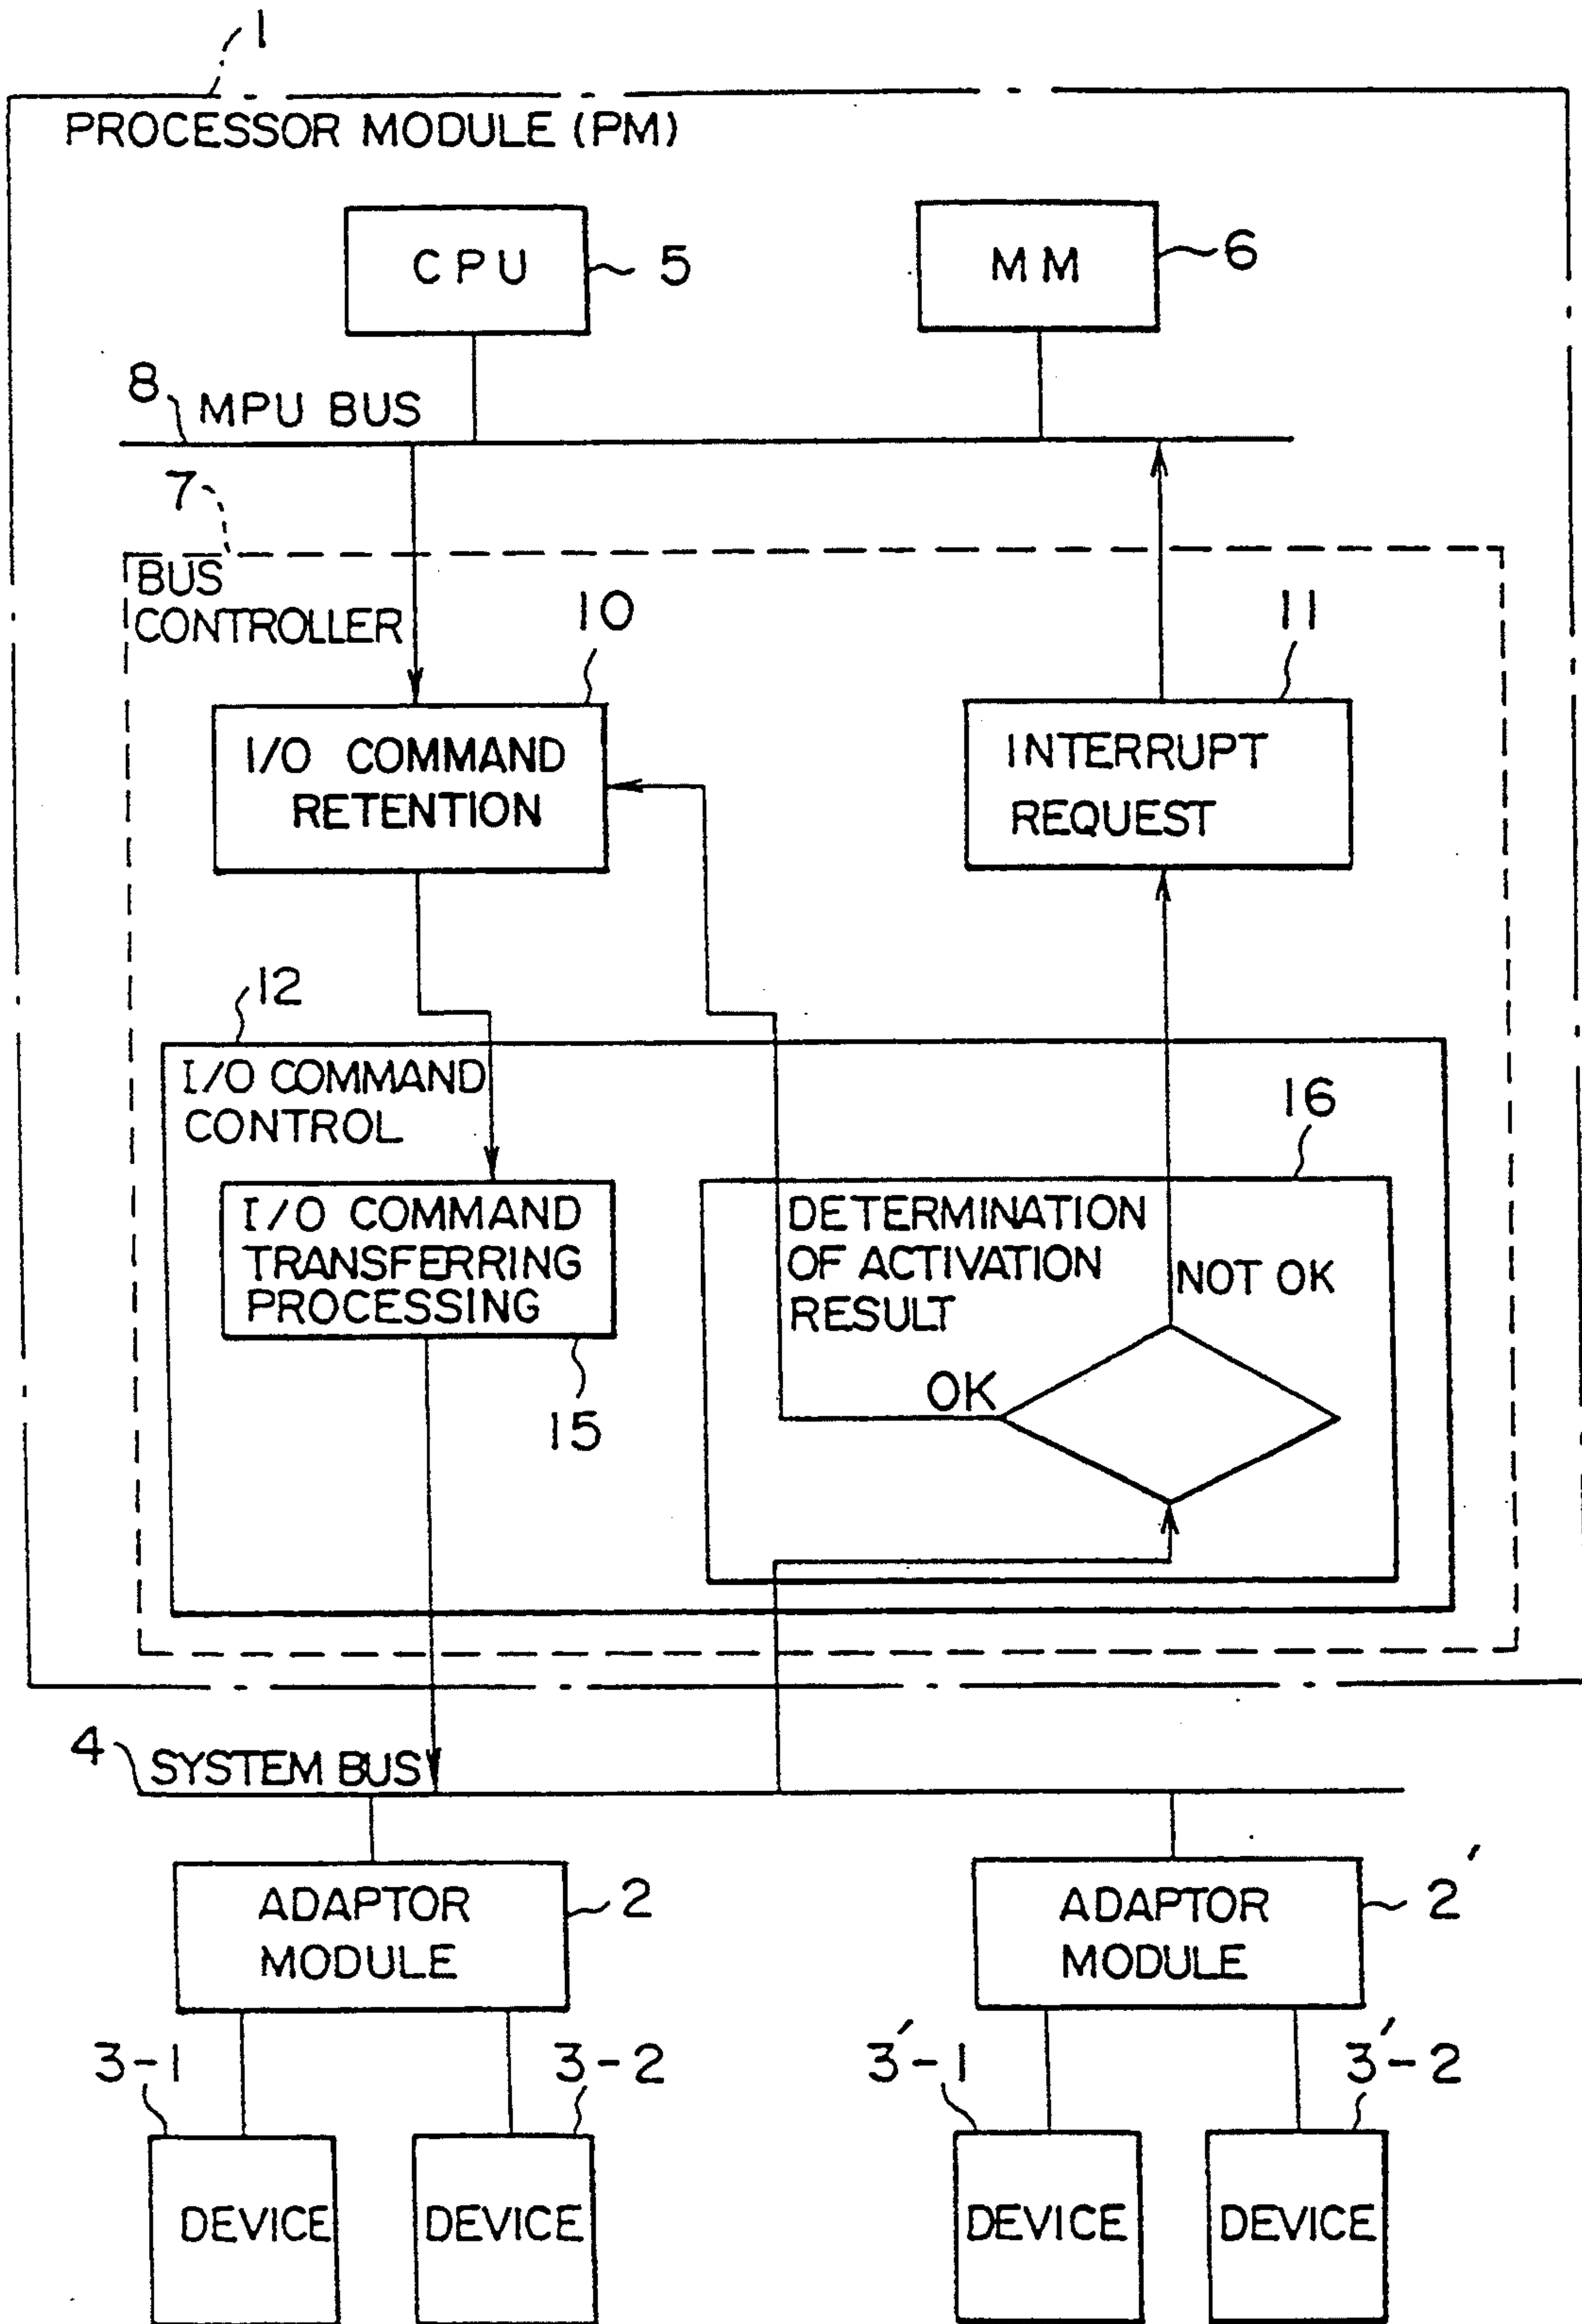 1
PROCESSOR MODULE (PM)
CPU
5
MM
6
8
MPU BUS
7
BUS
CONTROLLER
10
11
I/O COMMAND
RETENTION
INTERRUPT
REQUEST
12
I/O COMMAND
CONTROL
16
I/O COMMAND
TRANSFERRING
PROCESSING
15
DETERMINATION
OF ACTIVATION
RESULT
NOT OK
OK
4
SYSTEM BUS
ADAPTOR
MODULE
2
ADAPTOR
MODULE
2'
3-1
3-2
3'-1
3'-2
DEVICE
DEVICE
DEVICE
DEVICE